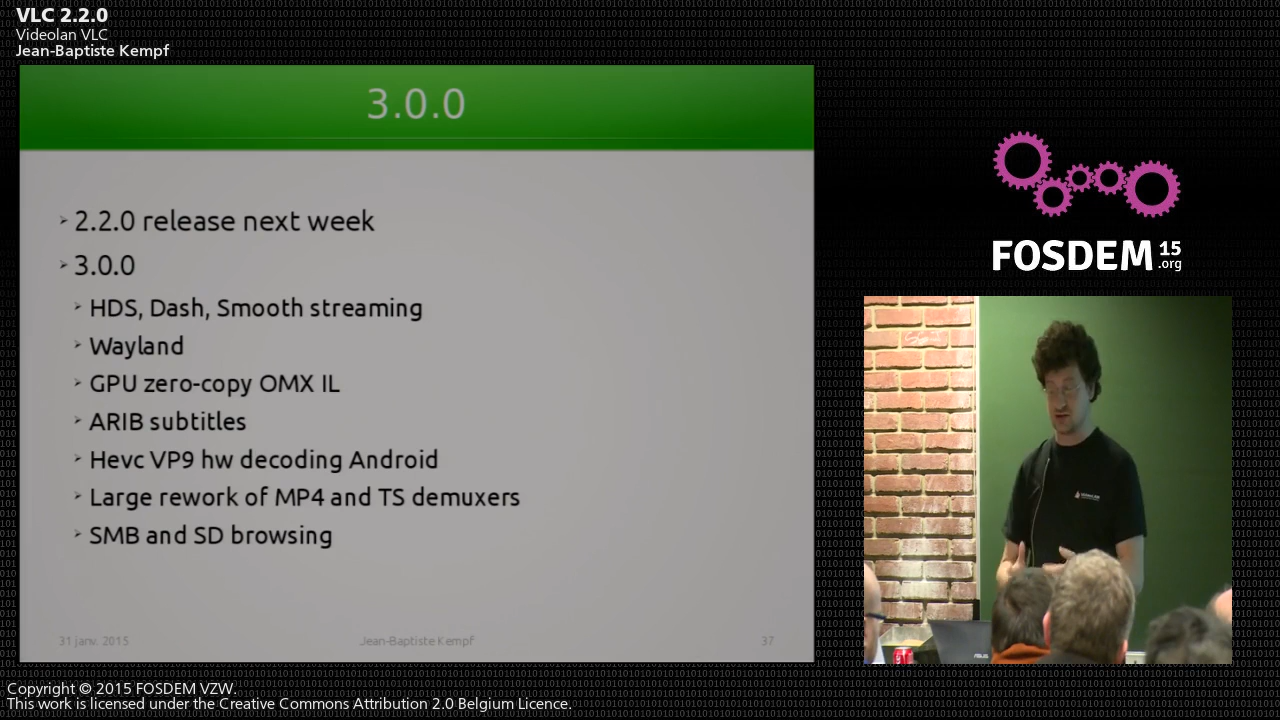 VLC 2.2.0
Videolan VLC
Jean-Baptiste Kempf
3.0.0
2.2.0 release next week
3.0.0
HDS, Dash, Smooth streaming
Wayland
GPU zero-copy OMX IL
ARIB subtitles
Hevc VP9 hw decoding Android
Large rework of MP4 and TS demuxers
SMB and SD browsing
31 janv. 2015
Jean-Baptiste Kempf
37
FOSDEM 15
.org
ASUS
Copyright © 2015 FOSDEM VZW.
This work is licensed under the Creative Commons Attribution 2.0 Belgium Licence.